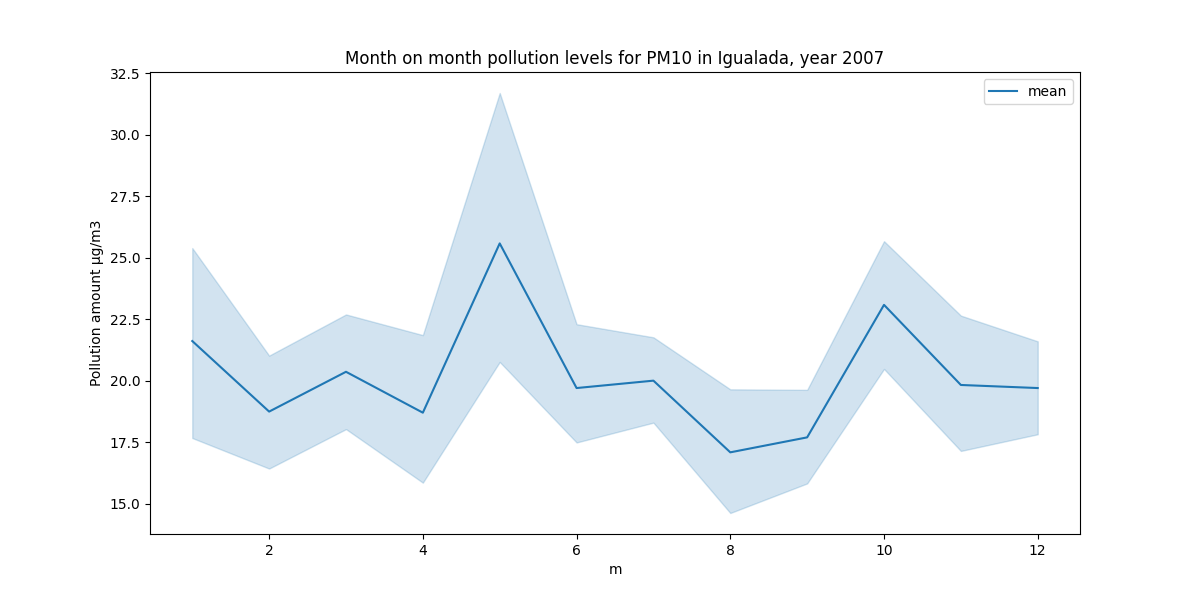 Month on month pollution levels for PM10 in Igualada, year 2007
mean
Pollution amount µg/m3
32.5
30.0
27.5
25.0
22.5
20.0
17.5
15.0
2 4 6 8 10 12
m